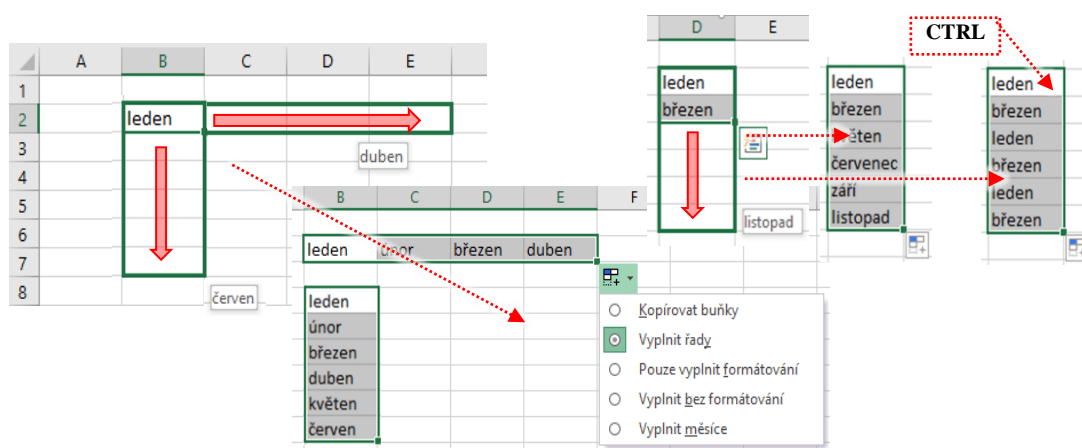 A B C D E
1
2 leden
3
duben
4
5
6
7
8
červen
B C D E F
leden únor březen duben
leden
únor
březen
duben
květen
červen
Kopírovat buňky
Vyplnit řady
Pouze vyplnit formátování
Vyplnit bez formátování
Vyplnit měsíce
D E
leden
březen
listopad
leden
březen
květen
červenec
září
listopad
CTRL
leden
březen
leden
březen
leden
březen